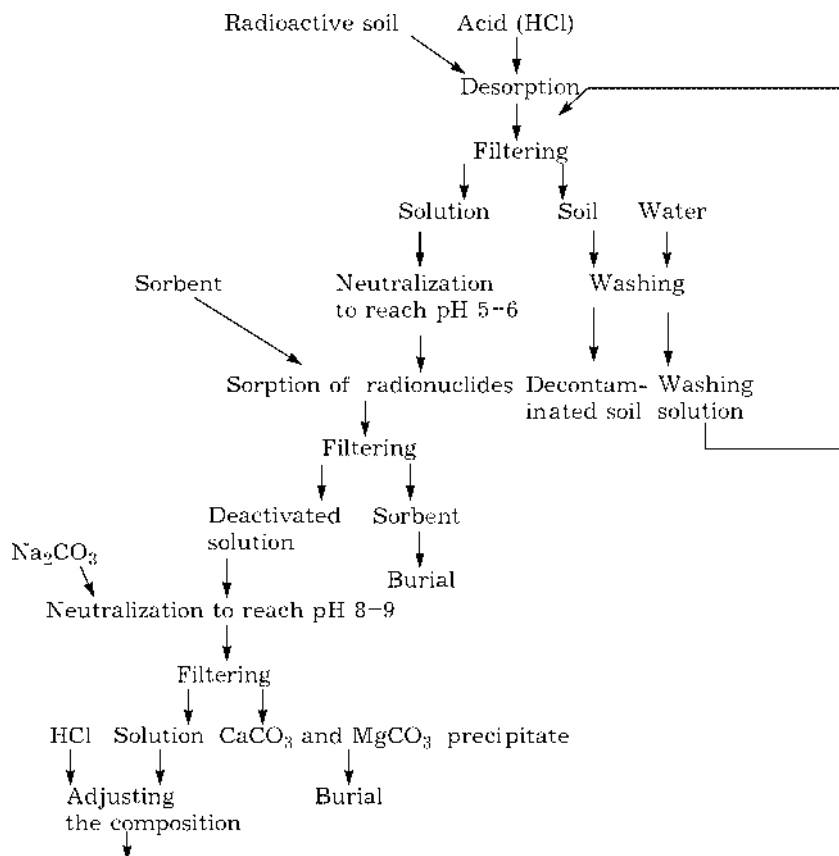 Radioactive soil Acid (HCl)
Desorption
Filtering
Solution Soil Water
Sorbent Neutralization Washing
to reach pH 5–6
Sorption of radionuclides Decontam- Washing
inated soil solution
Filtering
Deactivated Sorbent
solution
Na₂CO₃
Burial
Neutralization to reach pH 8–9
Filtering
HCl Solution CaCO₃ and MgCO₃ precipitate
Adjusting Burial
the composition